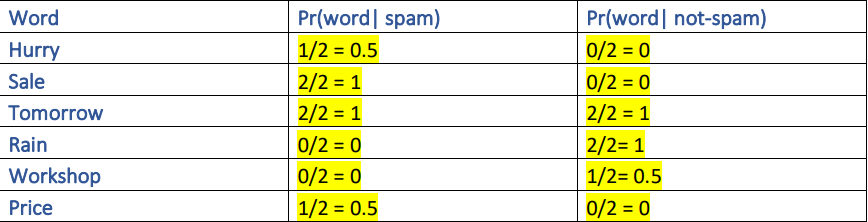 Word Pr(word| spam) Pr(word| not-spam)
Hurry 1/2 = 0.5 0/2 = 0
Sale 2/2 = 1 0/2 = 0
Tomorrow 2/2 = 1 2/2 = 1
Rain 0/2 = 0 2/2= 1
Workshop 0/2 = 0 1/2= 0.5
Price 1/2 = 0.5 0/2 = 0